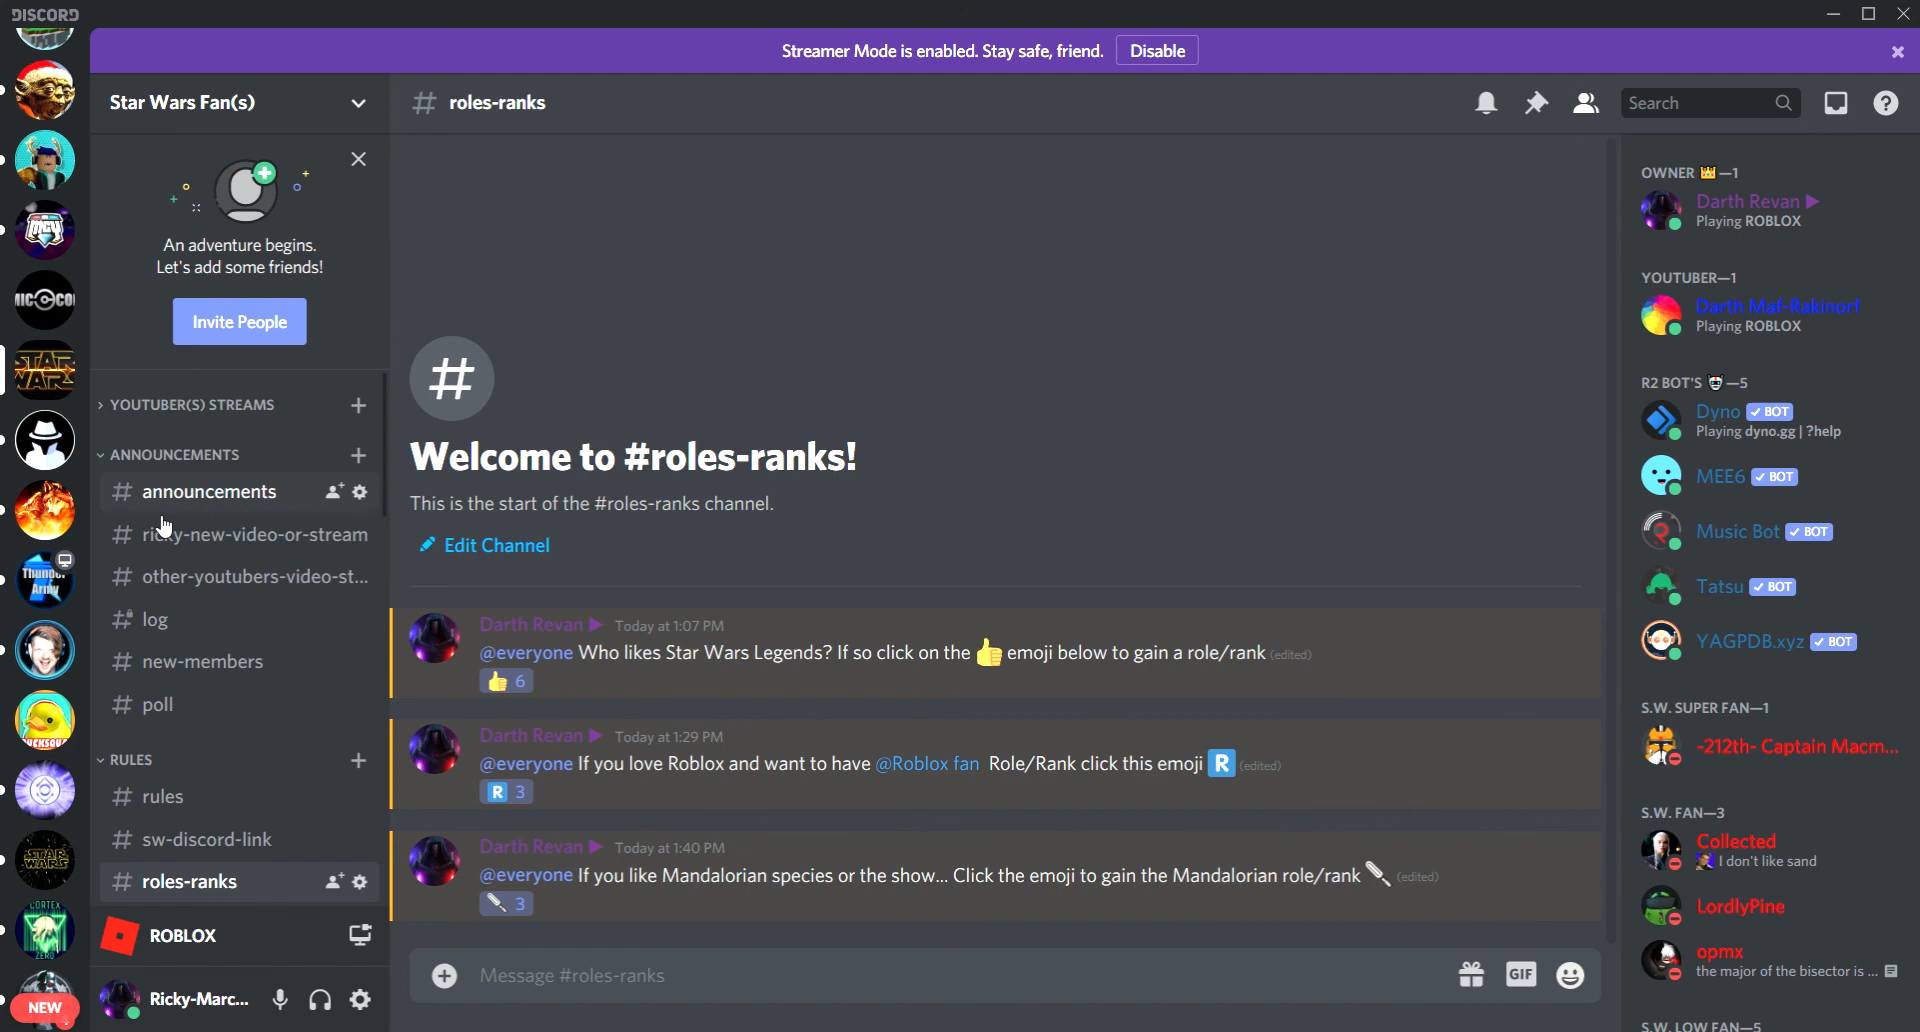 DISCORD
Streamer Mode is enabled. Stay safe, friend. Disable
Star Wars Fan(s)
# roles-ranks
Search
An adventure begins.
Let's add some friends!
Invite People
YOUTUBER(S) STREAMS
ANNOUNCEMENTS
# announcements
# ricky-new-video-or-stream
# other-youtubers-video-st...
# log
# new-members
# poll
RULES
# rules
# sw-discord-link
# roles-ranks
ROBLOX
Ricky-Marc...
NEW
STAR WARS
CORTEX
ZERO
#
Welcome to #roles-ranks!
This is the start of the #roles-ranks channel.
Edit Channel
Darth Revan Today at 1:07 PM
@everyone Who likes Star Wars Legends? If so click on the 👍 emoji below to gain a role/rank (edited)
👍 6
Darth Revan Today at 1:29 PM
@everyone If you love Roblox and want to have @Roblox fan Role/Rank click this emoji R (edited)
R 3
Darth Revan Today at 1:40 PM
@everyone If you like Mandalorian species or the show... Click the emoji to gain the Mandalorian role/rank (edited)
3
Message #roles-ranks
GIF
OWNER 👑—1
Darth Revan
Playing ROBLOX
YOUTUBER—1
Darth Maf-Rakinorf
Playing ROBLOX
R2 BOT'S —5
Dyno ✓ BOT
Playing dyno.gg | ?help
MEE6 ✓ BOT
Music Bot ✓ BOT
Tatsu ✓ BOT
YAGPDB.xyz ✓ BOT
S.W. SUPER FAN—1
-212th- Captain Macm...
S.W. FAN—3
Collected
I don't like sand
LordlyPine
opmx
the major of the bisector is ...
S.W. LOW FAN—5